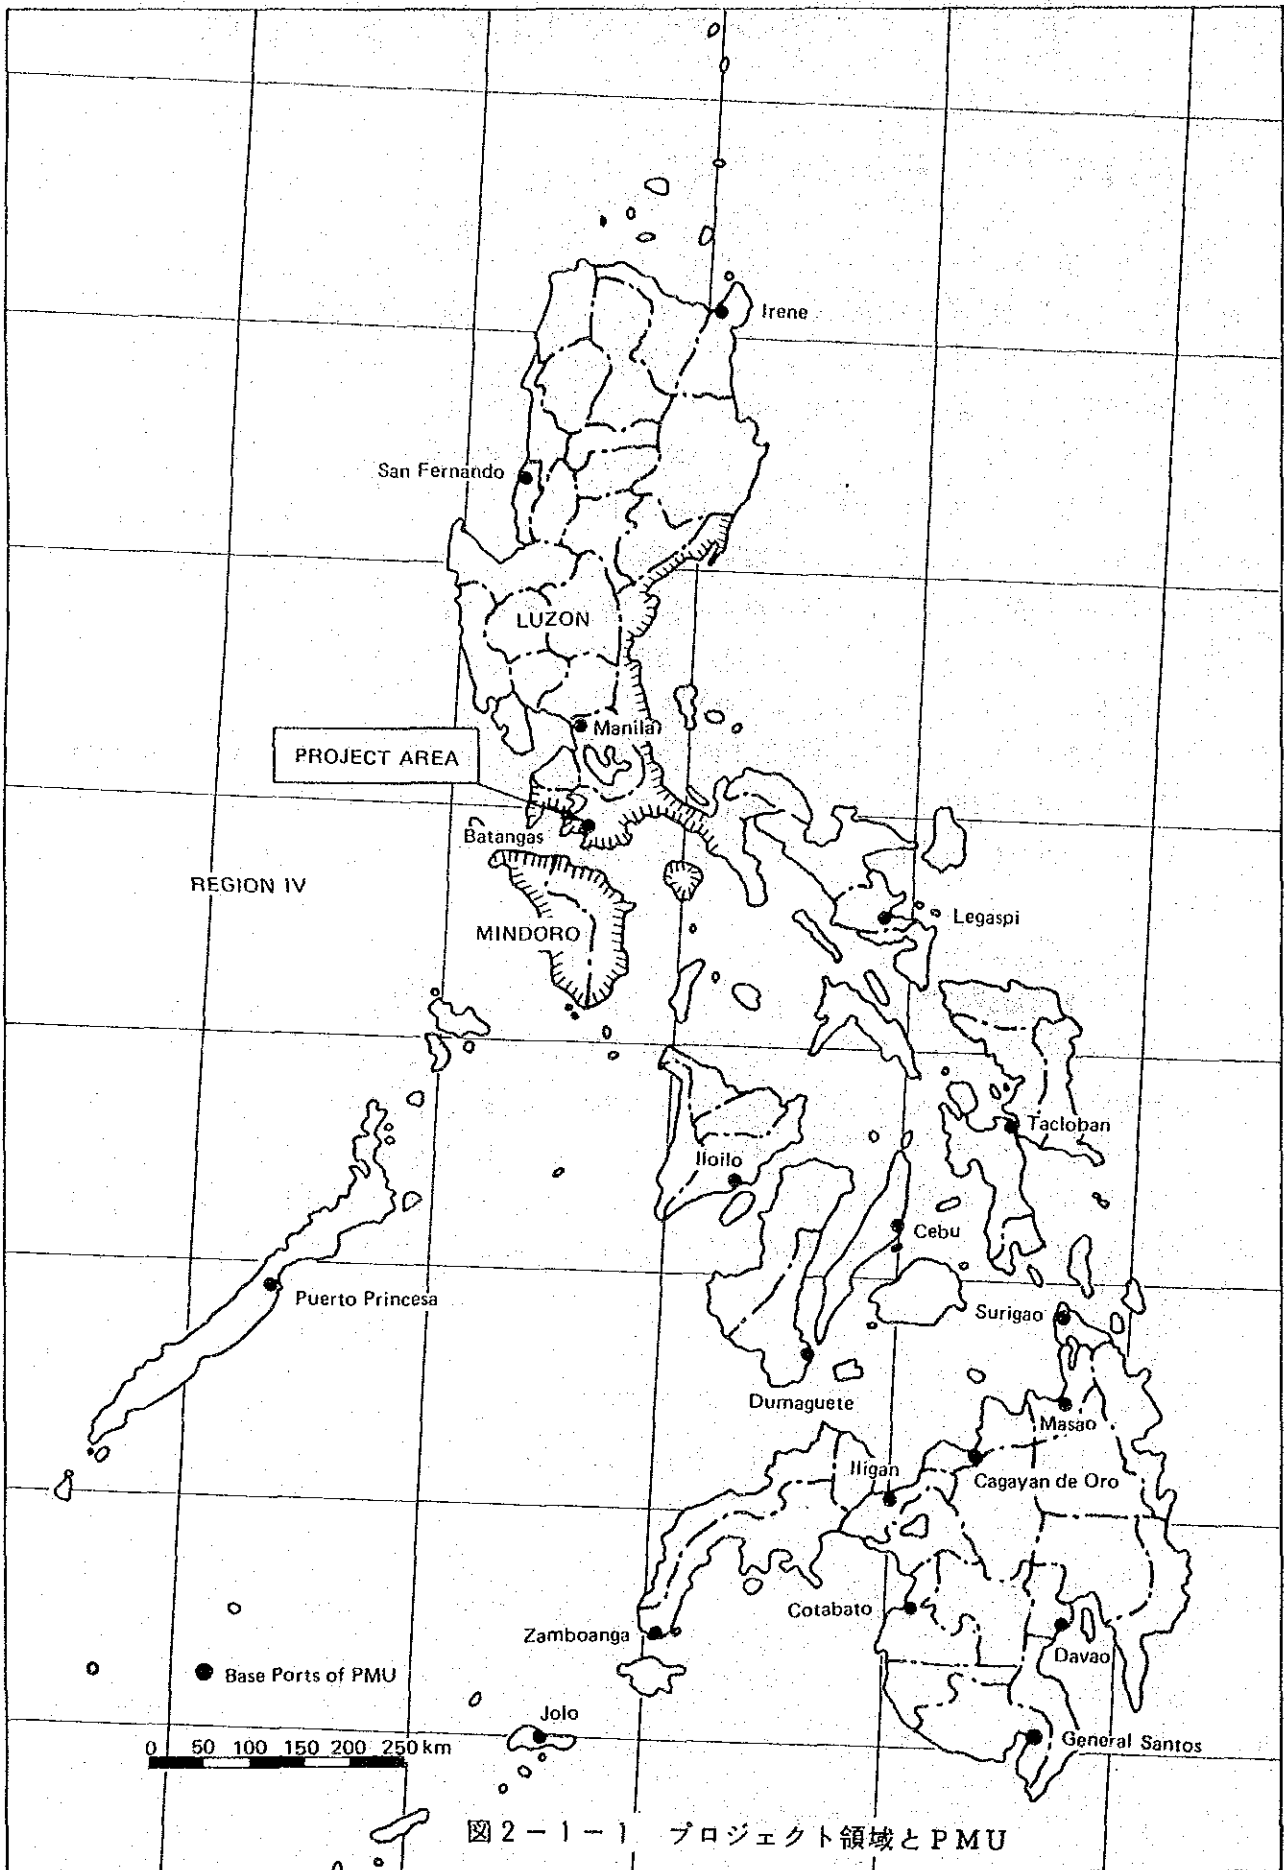 Irene
San Fernando
LUZON
Manila
PROJECT AREA
Batangas
REGION IV
MINDORO
Legaspi
Tacloban
Iloilo
Cebu
Puerto Princesa
Surigao
Dumaguete
Masao
Iligan
Cagayan de Oro
Cotabato
Zamboanga
Davao
Base Ports of PMU
Jolo
General Santos
0 50 100 150 200 250 km
図2-1-1 プロジェクト領域とPMU